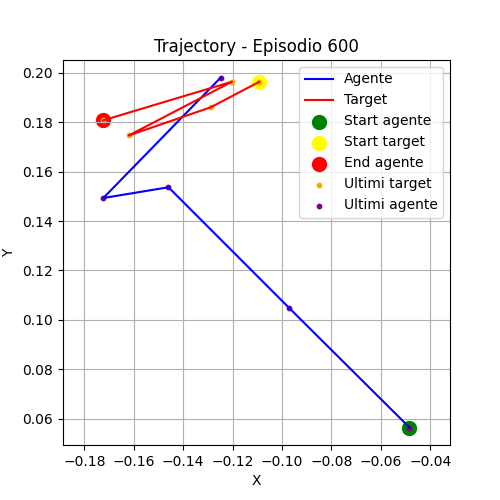 Trajectory - Episodio 600
0.20
0.18
0.16
0.14
0.12
0.10
0.08
0.06
Y
Agente
Target
Start agente
Start target
End agente
Ultimi target
Ultimi agente
−0.18 −0.16 −0.14 −0.12 −0.10 −0.08 −0.06 −0.04
X